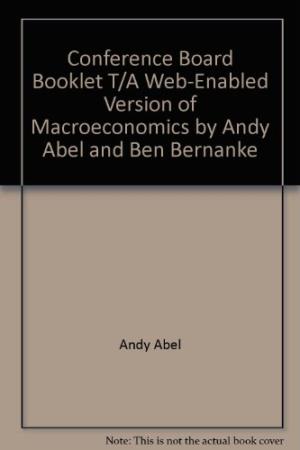 Conference Board
Booklet T/A Web-Enabled
Version of
Macroeconomics by Andy
Abel and Ben Bernanke
Andy Abel
Note: This is not the actual book cover